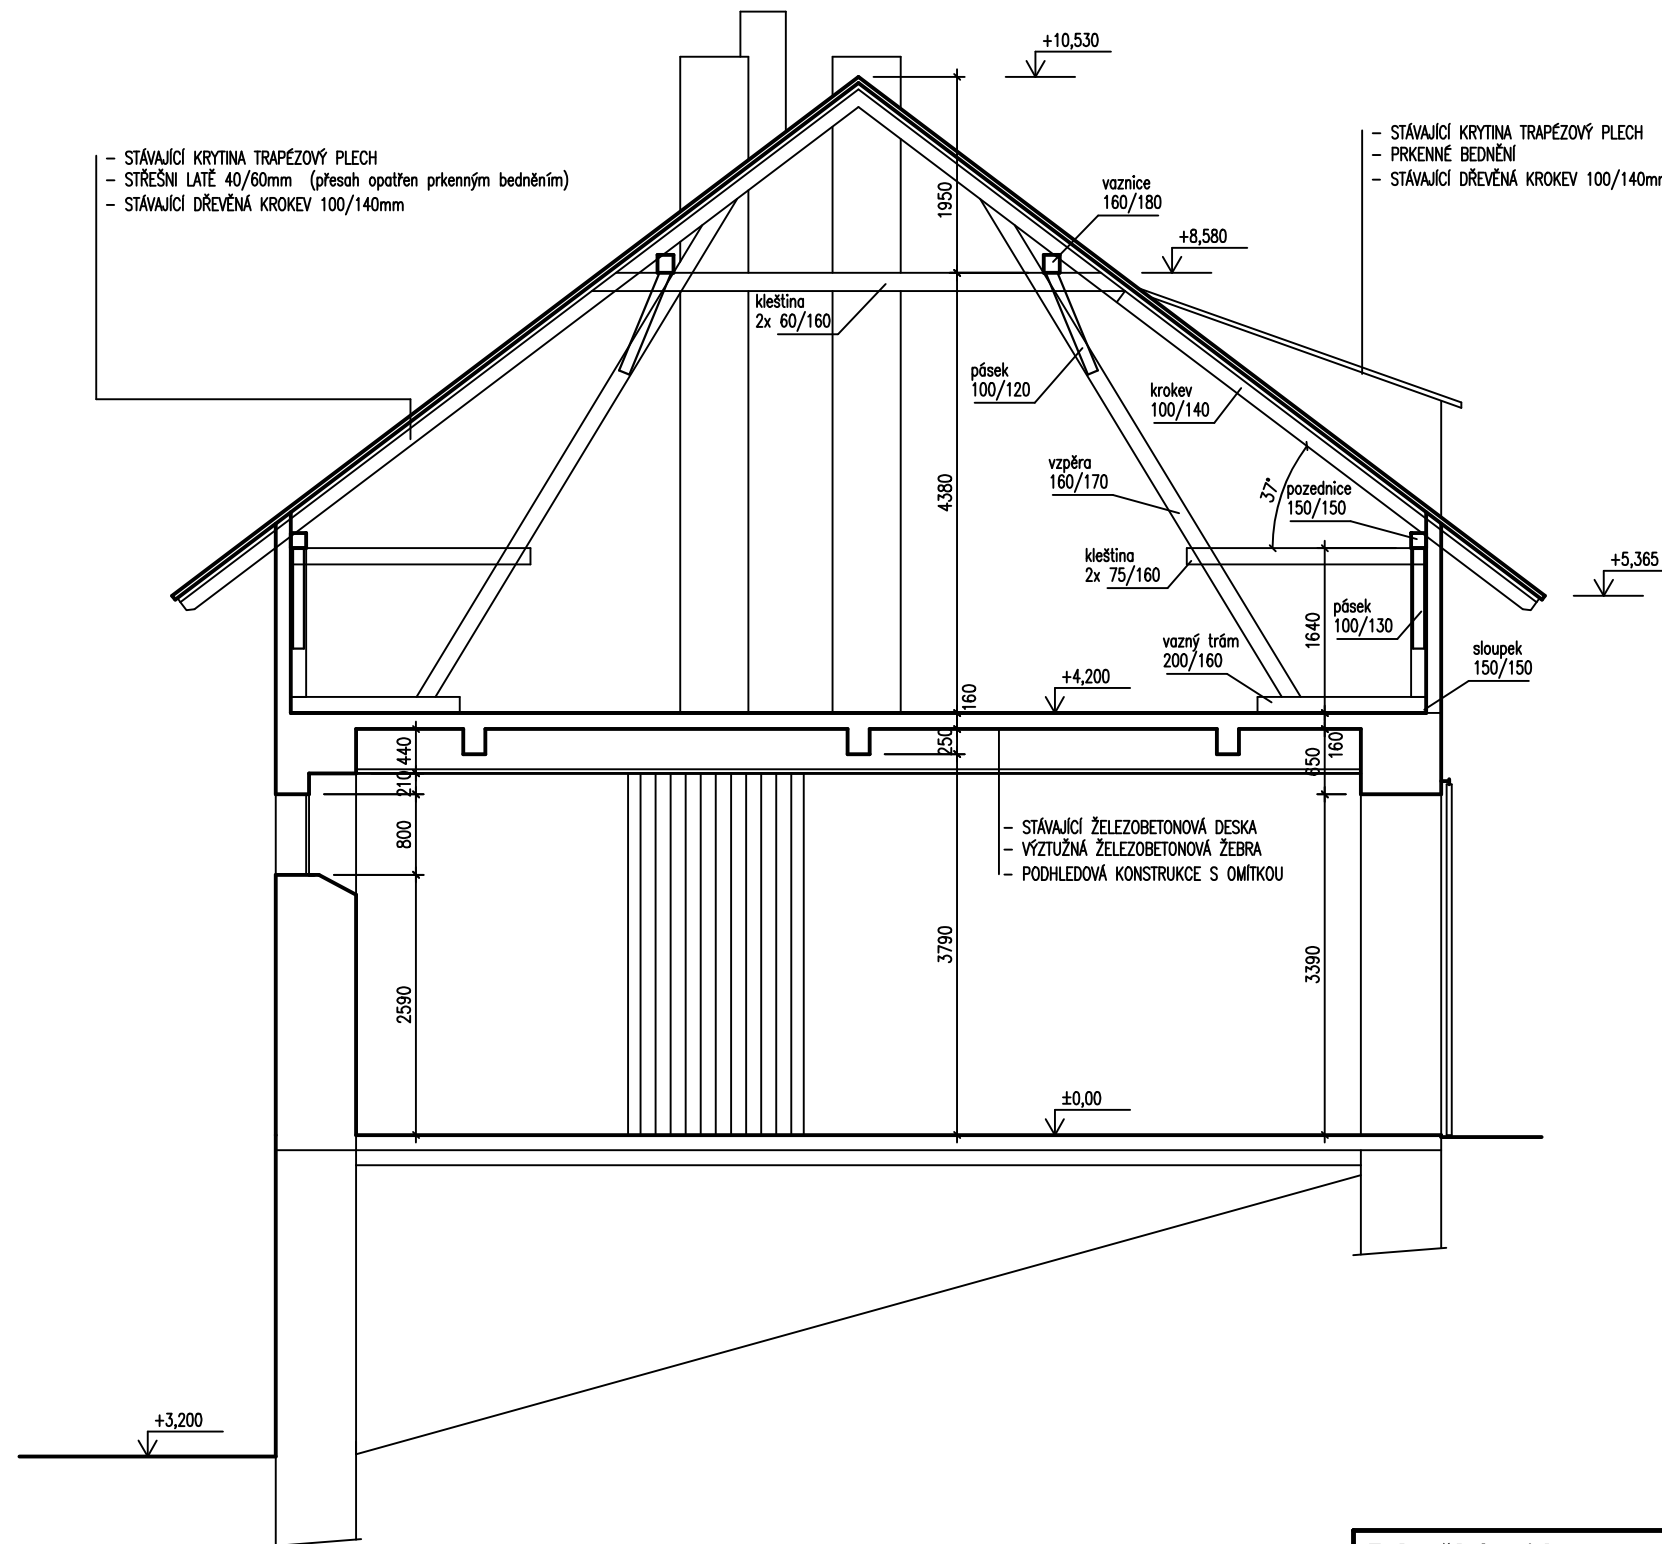 +10,530
- STÁVAJÍCÍ KRYTINA TRAPÉZOVÝ PLECH
- STŘEŠNI LATĚ 40/60mm (přesah opatřen prkenným bedněním)
- STÁVAJÍCÍ DŘEVĚNÁ KROKEV 100/140mm
- STÁVAJÍCÍ KRYTINA TRAPÉZOVÝ PLECH
- PRKENNÉ BEDNĚNÍ
- STÁVAJÍCÍ DŘEVĚNÁ KROKEV 100/140mm
1950
vaznice
160/180
+8,580
kleština
2x 60/160
pásek
100/120
krokev
100/140
vzpěra
160/170
4380
37°
pozednice
150/150
kleština
2x 75/160
+5,365
pásek
100/130
1640
vazný trám
200/160
sloupek
150/150
+4,200
160
250
160
650
440
210
800
- STÁVAJÍCÍ ŽELEZOBETONOVÁ DESKA
- VÝZTUŽNÁ ŽELEZOBETONOVÁ ŽEBRA
- PODHLEDOVÁ KONSTRUKCE S OMÍTKOU
2590
3790
3390
±0,00
+3,200